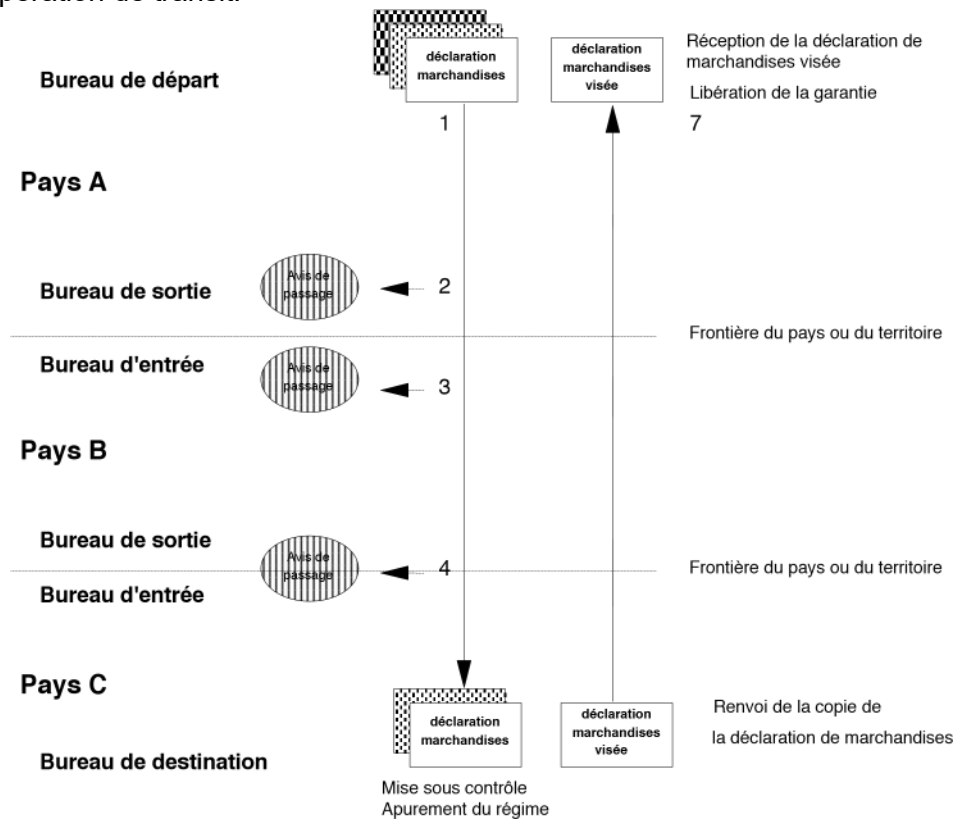 opération de transit.
Bureau de départ
déclaration
marchandises
déclaration
marchandises
visée
Réception de la déclaration de
marchandises visée
Libération de la garantie
1
7
Pays A
Bureau de sortie
Avis de
passage
2
Frontière du pays ou du territoire
Bureau d'entrée
Avis de
passage
3
Pays B
Bureau de sortie
Avis de
passage
4
Frontière du pays ou du territoire
Bureau d'entrée
Pays C
déclaration
marchandises
déclaration
marchandises
visée
Renvoi de la copie de
la déclaration de marchandises
Bureau de destination
Mise sous contrôle
Apurement du régime